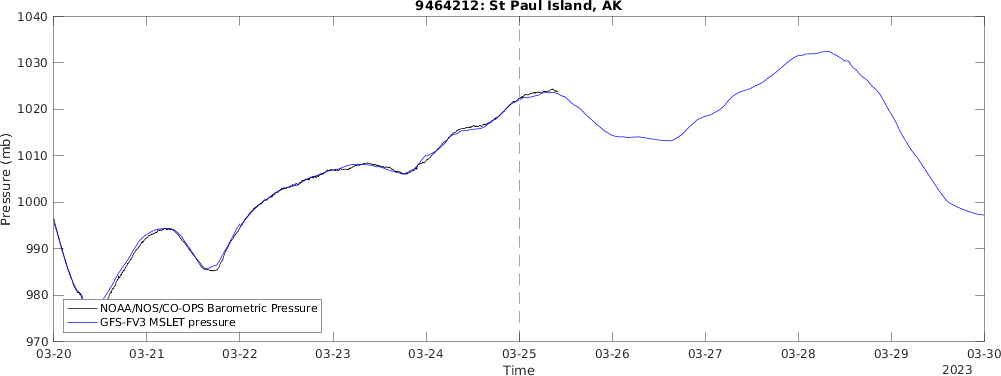 9464212: St Paul Island, AK
1040
1030
1020
1010
1000
990
980
970
Pressure (mb)
NOAA/NOS/CO-OPS Barometric Pressure
GFS-FV3 MSLET pressure
03-20 03-21 03-22 03-23 03-24 03-25 03-26 03-27 03-28 03-29 03-30
Time
2023